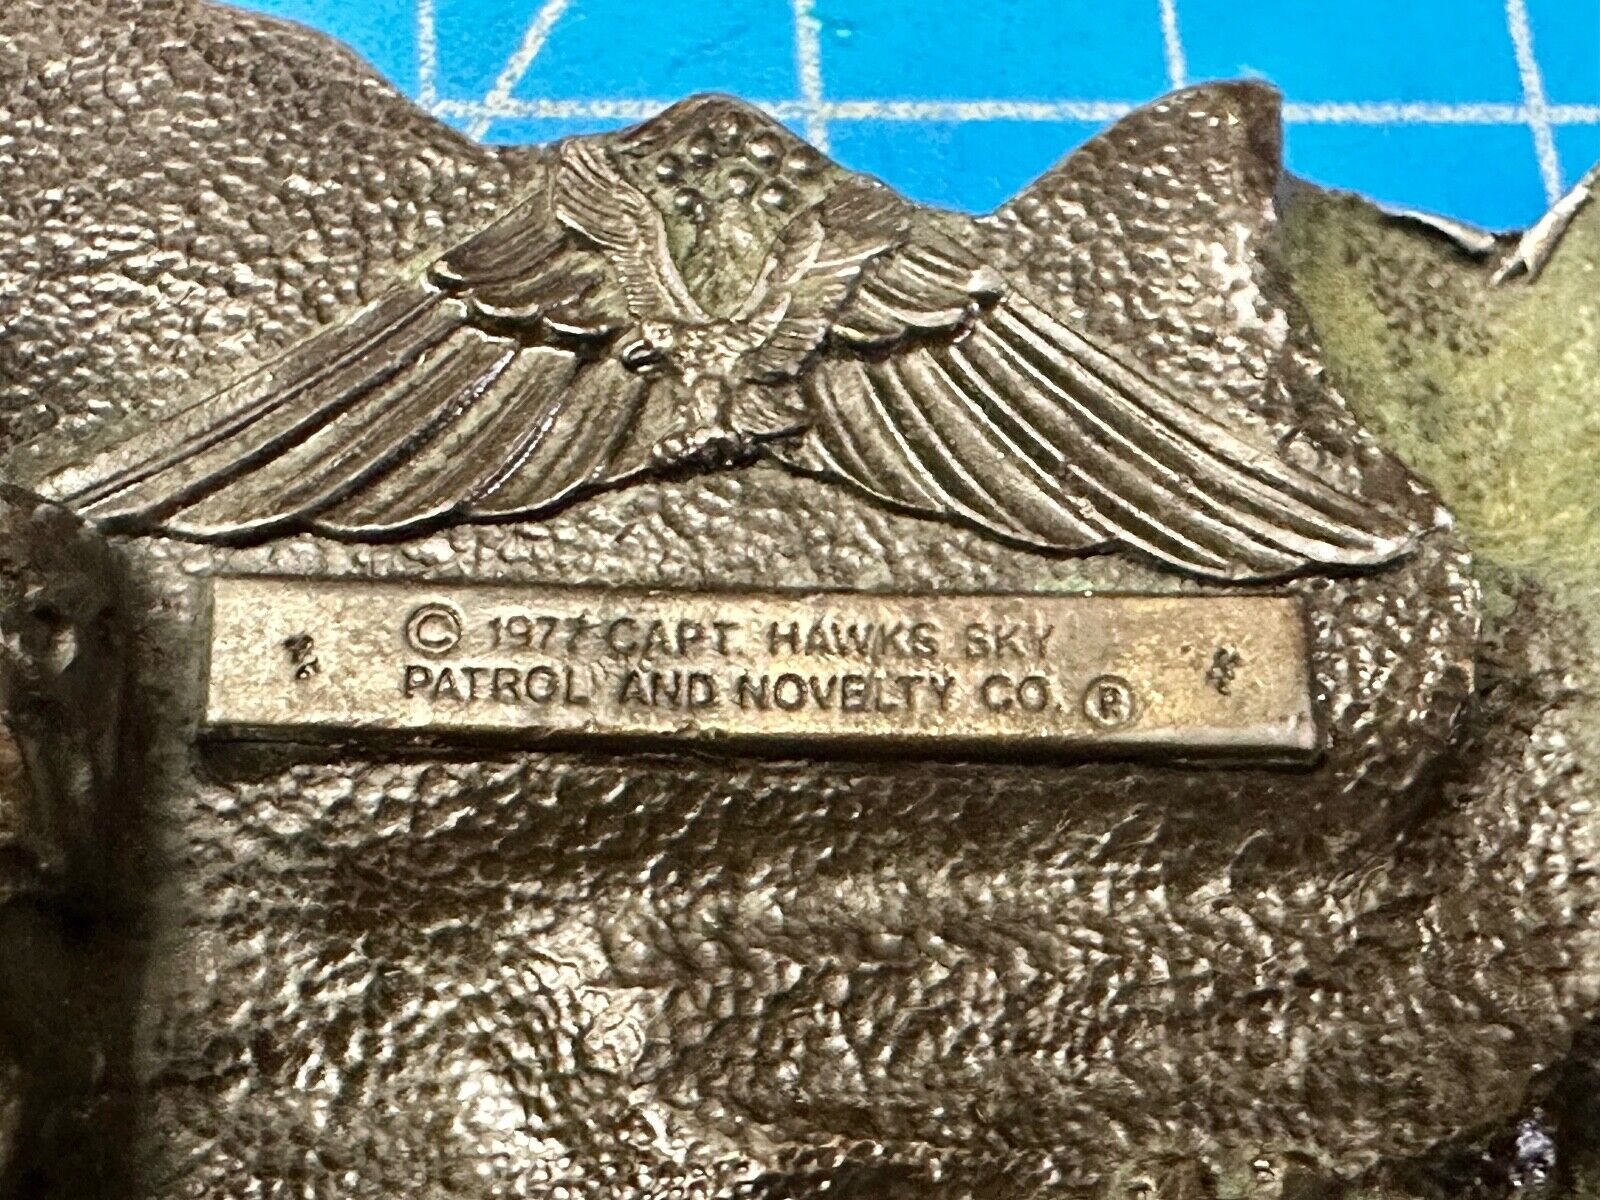 © 1977 CAPT. HAWKS SKY
PATROL AND NOVELTY CO. ®